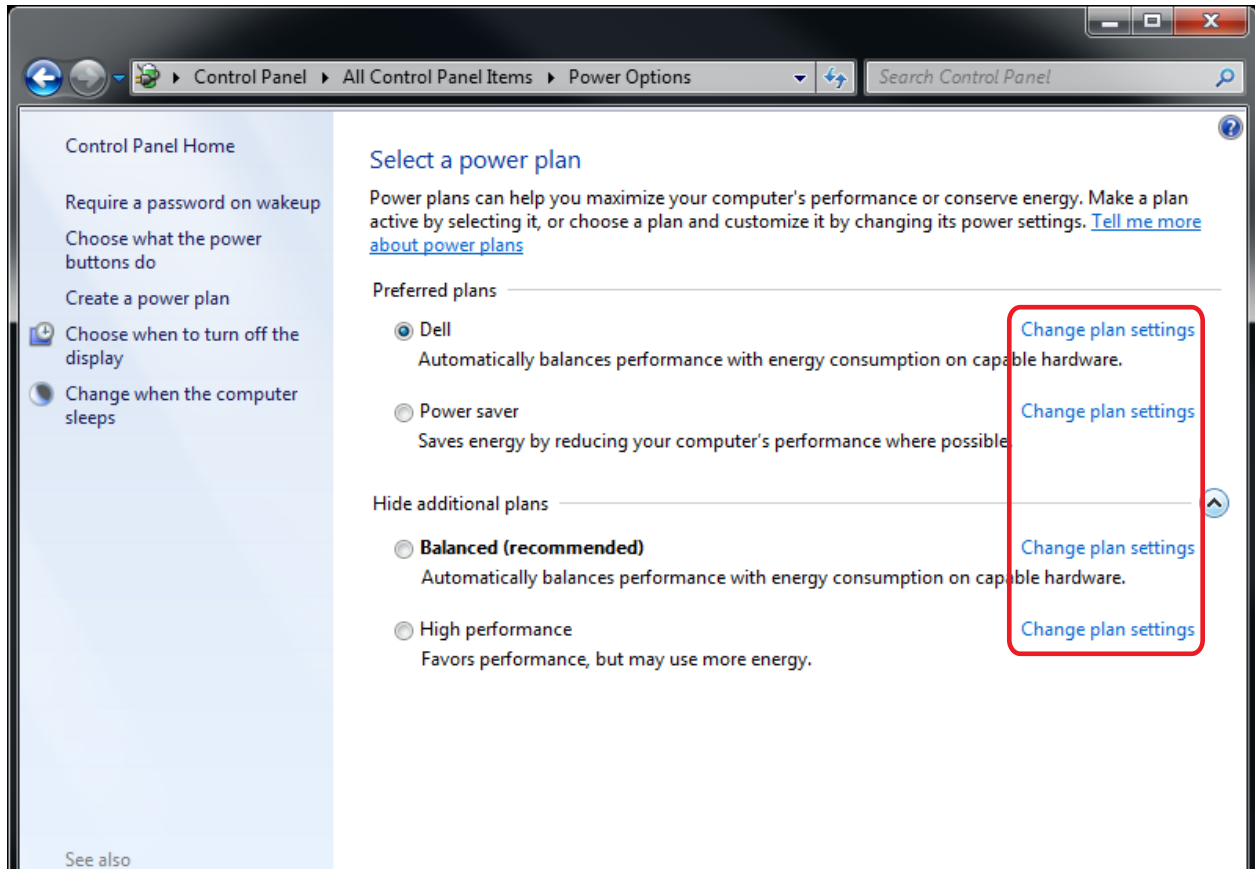 Control Panel ▸ All Control Panel Items ▸ Power Options
Search Control Panel
Control Panel Home
Require a password on wakeup
Choose what the power
buttons do
Create a power plan
Choose when to turn off the
display
Change when the computer
sleeps
See also
Select a power plan
Power plans can help you maximize your computer's performance or conserve energy. Make a plan
active by selecting it, or choose a plan and customize it by changing its power settings. Tell me more
about power plans
Preferred plans
Dell Change plan settings
Automatically balances performance with energy consumption on capable hardware.
Power saver Change plan settings
Saves energy by reducing your computer's performance where possible.
Hide additional plans
Balanced (recommended) Change plan settings
Automatically balances performance with energy consumption on capable hardware.
High performance Change plan settings
Favors performance, but may use more energy.